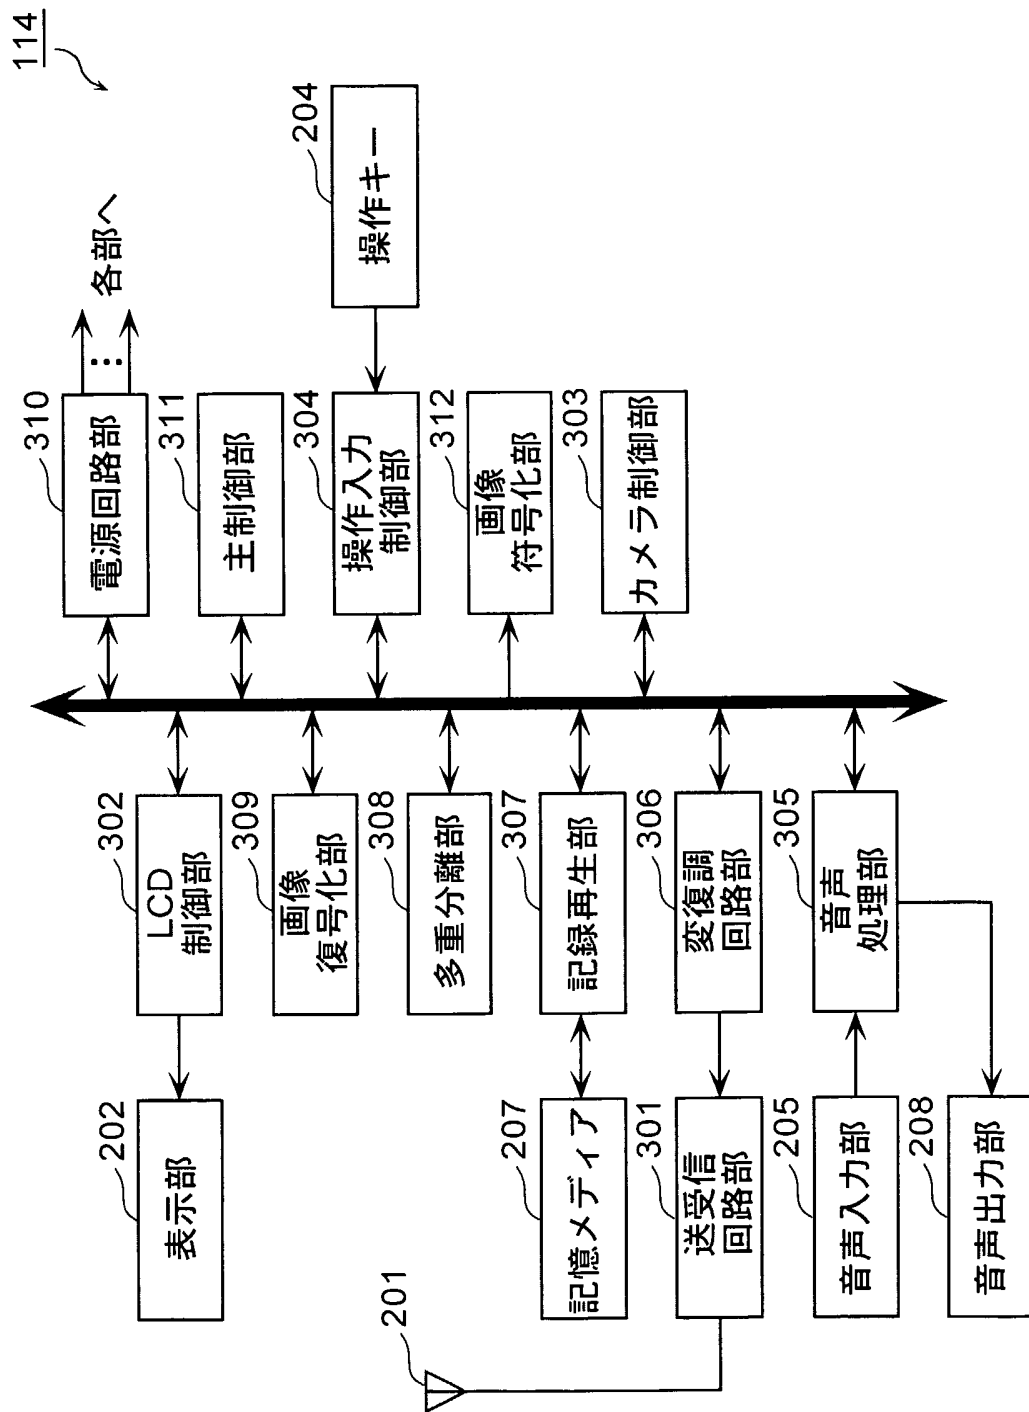 114
204
操作キー
各部へ
310
電源回路部
311
主制御部
304
操作入力
制御部
312
画像
符号化部
303
カメラ制御部
302
LCD
制御部
309
画像
復号化部
308
多重分離部
307
記録再生部
306
変復調
回路部
305
音声
処理部
202
表示部
207
記憶メディア
301
送受信
回路部
205
音声入力部
208
音声出力部
201